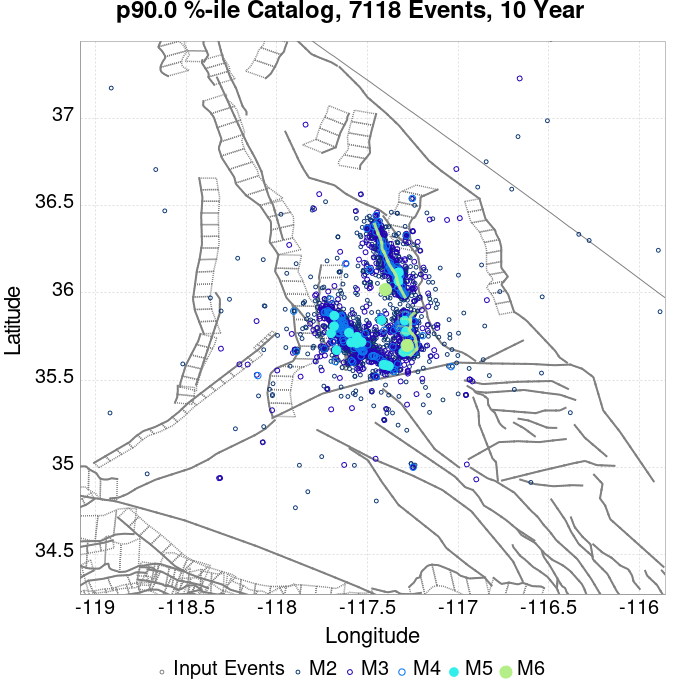 p90.0 %-ile Catalog, 7118 Events, 10 Year
Latitude
37
36.5
36
35.5
35
34.5
-119 -118.5 -118 -117.5 -117 -116.5 -116
Longitude
Input Events M2 M3 M4 M5 M6